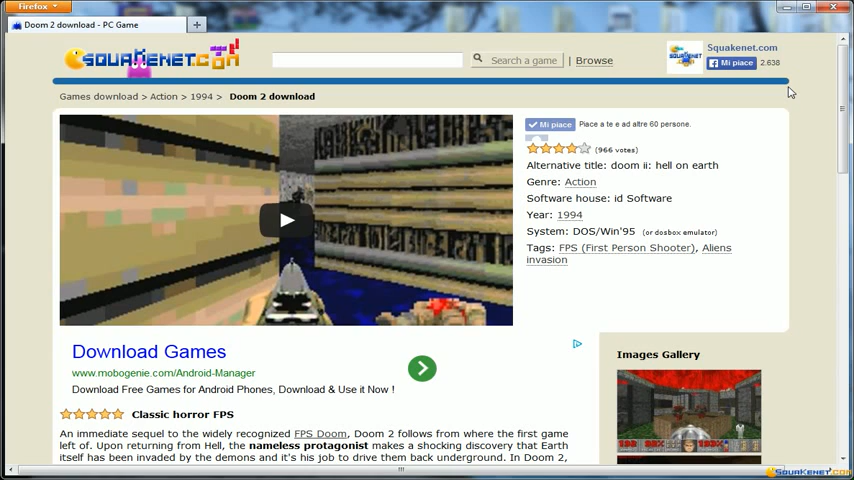 Firefox
Doom 2 download - PC Game
SQUAKENET.COM
Search a game
| Browse
Squakenet.com
Mi piace 2.638
Games download > Action > 1994 > Doom 2 download
Mi piace Piace a te e ad altre 60 persone.
(966 votes)
Alternative title: doom ii: hell on earth
Genre: Action
Software house: id Software
Year: 1994
System: DOS/Win'95 (or dosbox emulator)
Tags: FPS (First Person Shooter), Aliens
invasion
Download Games
www.mobogenie.com/Android-Manager
Download Free Games for Android Phones, Download & Use it Now !
Images Gallery
Classic horror FPS
An immediate sequel to the widely recognized FPS Doom, Doom 2 follows from where the first game
left of. Upon returning from Hell, the nameless protagonist makes a shocking discovery that Earth
itself has been invaded by the demons and it's his job to drive them back underground. In Doom 2,
SQUAKENET.COM